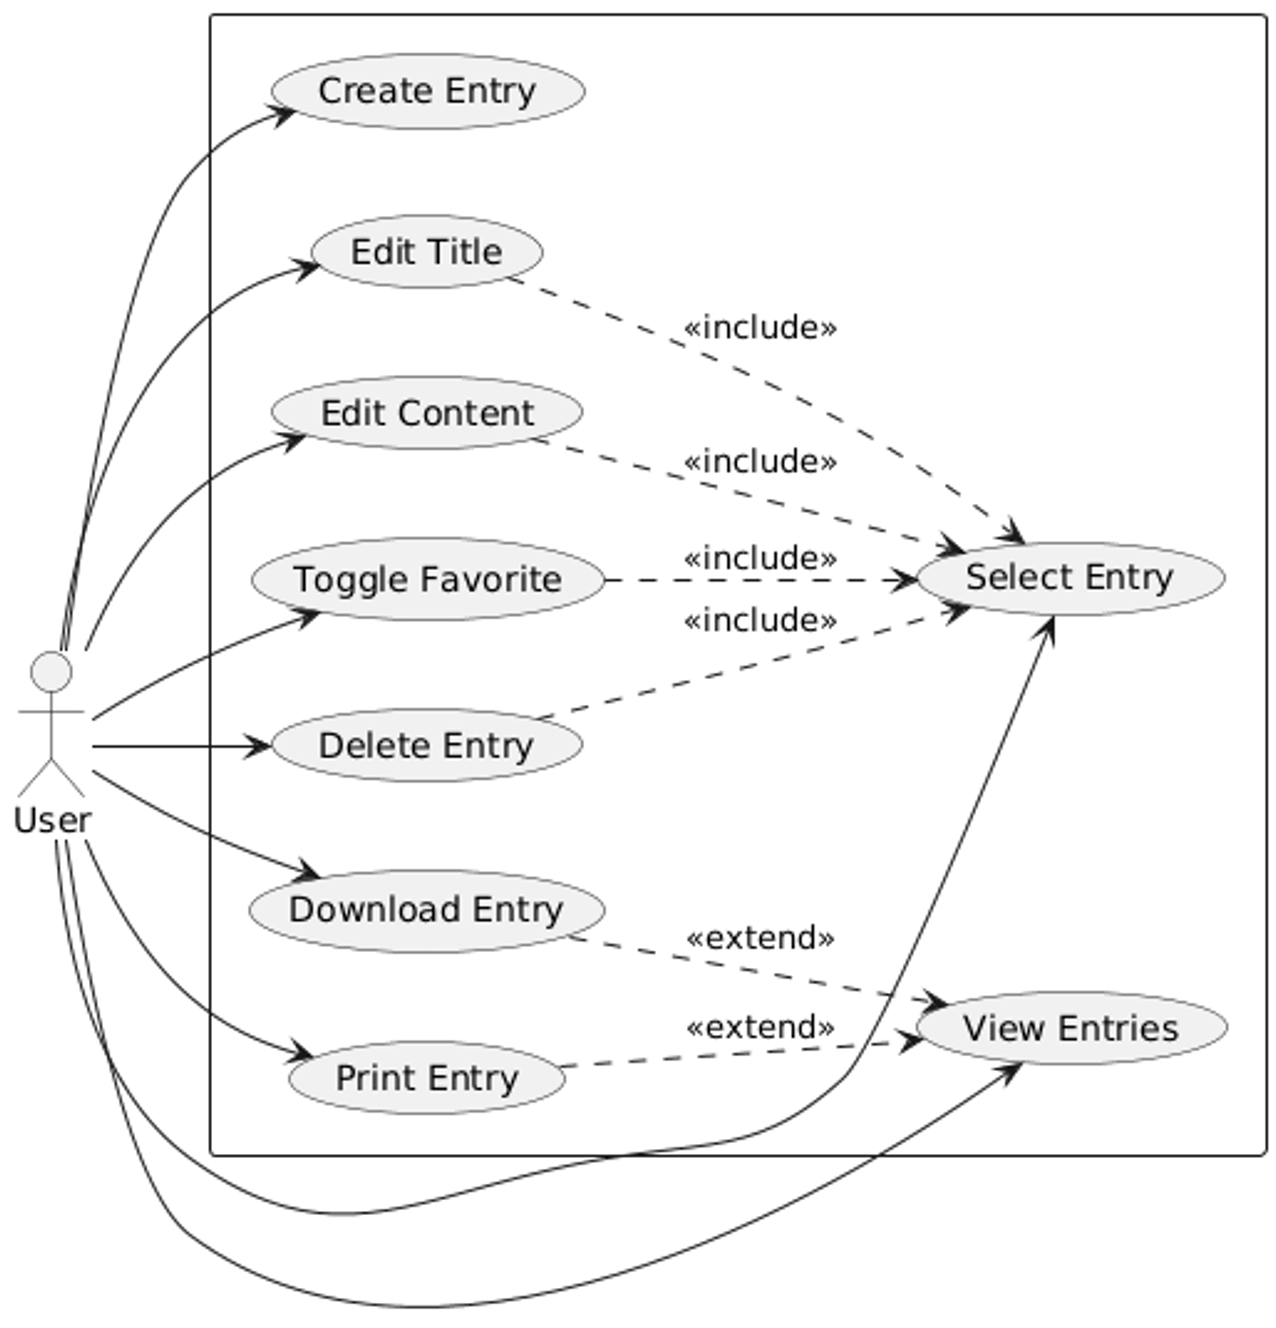 Create Entry
Edit Title
«include»
Edit Content
«include»
«include»
Toggle Favorite
Select Entry
«include»
Delete Entry
User
Download Entry
«extend»
«extend»
View Entries
Print Entry